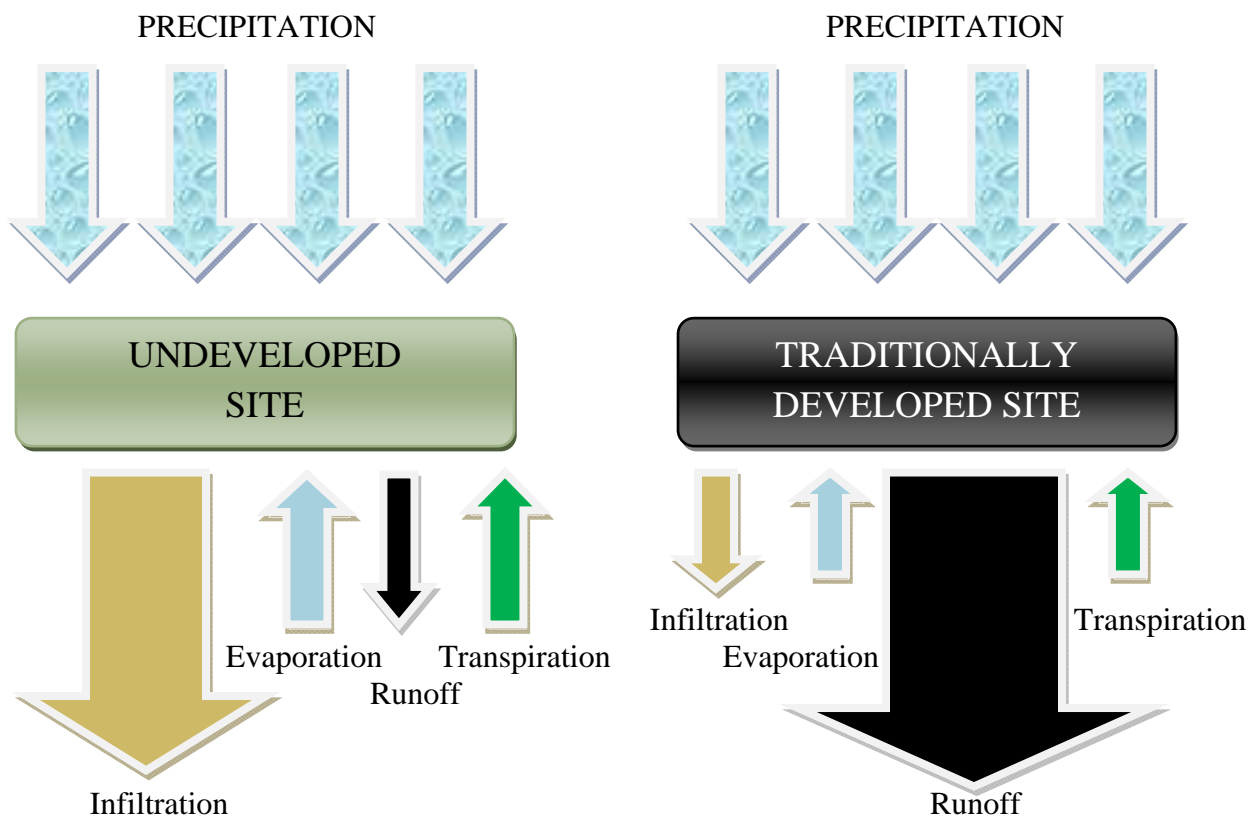 PRECIPITATION
UNDEVELOPED
SITE
Evaporation
Transpiration
Runoff
Infiltration
PRECIPITATION
TRADITIONALLY
DEVELOPED SITE
Infiltration
Transpiration
Evaporation
Runoff